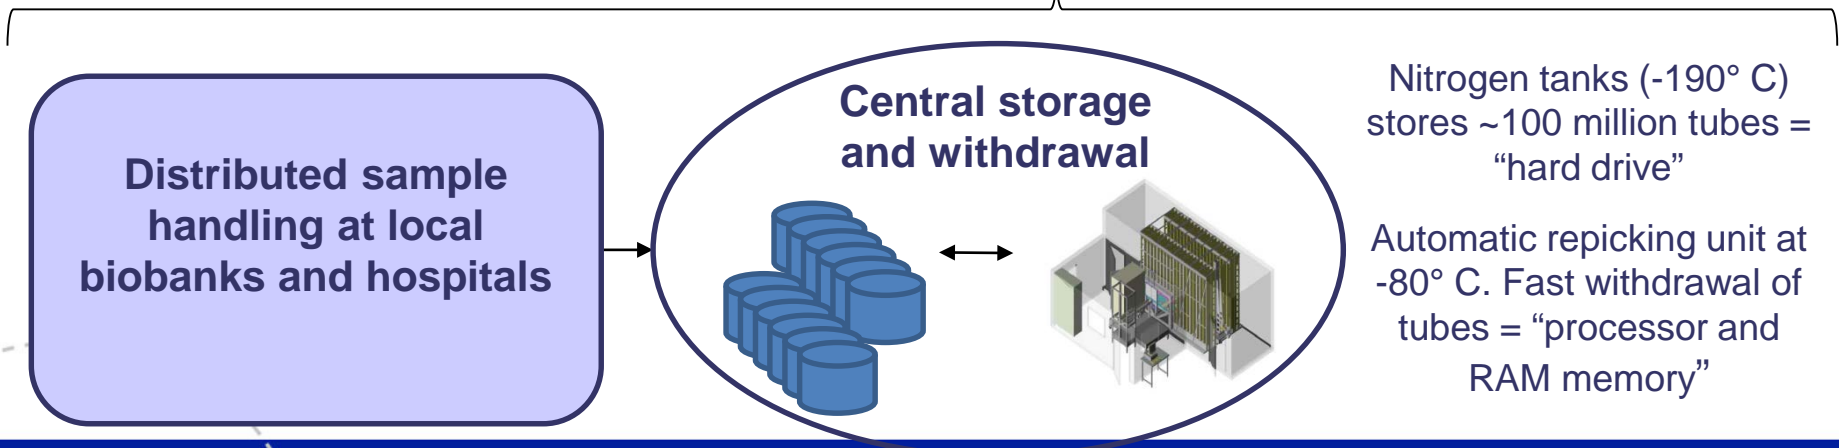 Distributed sample
handling at local
biobanks and hospitals
Central storage
and withdrawal
Nitrogen tanks (-190° C)
stores ~100 million tubes =
“hard drive”
Automatic repicking unit at
-80° C. Fast withdrawal of
tubes = “processor and
RAM memory”